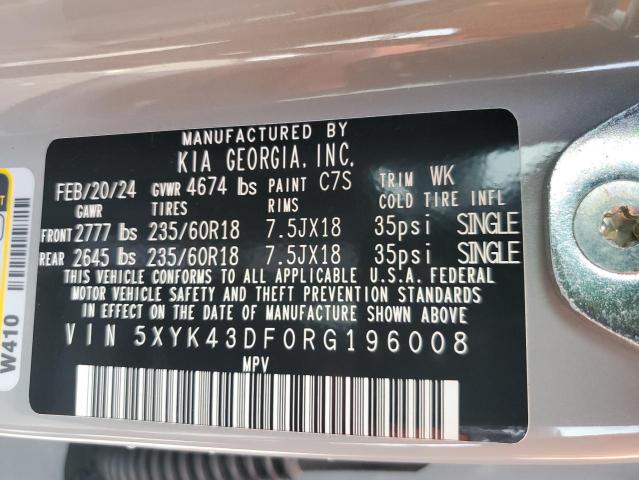 MANUFACTURED BY
KIA GEORGIA, INC.
FEB/20/24 GVWR 4674 lbs PAINT C7S TRIM WK
GAWR TIRES RIMS COLD TIRE INFL
FRONT 2777 lbs 235/60R18 7.5JX18 35psi SINGLE
REAR 2645 lbs 235/60R18 7.5JX18 35psi SINGLE
THIS VEHICLE CONFORMS TO ALL APPLICABLE U.S.A. FEDERAL
MOTOR VEHICLE SAFETY AND THEFT PREVENTION STANDARDS
IN EFFECT ON THE DATE OF MANUFACTURE SHOWN ABOVE.
VIN 5XYK43DF0RG196008
MPV
W410